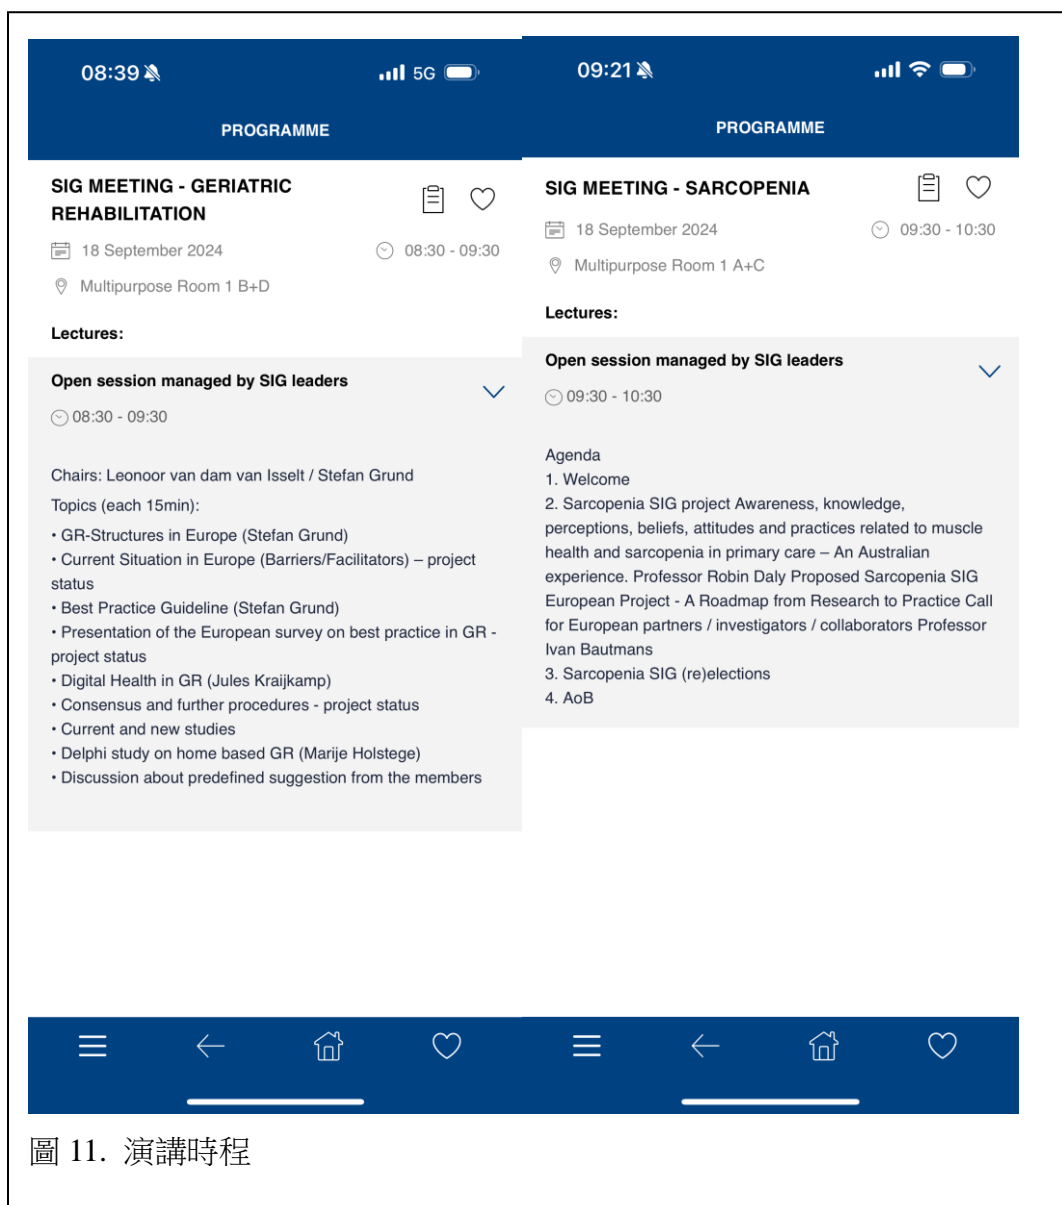 08:39
5G
PROGRAMME
SIG MEETING - GERIATRIC
REHABILITATION
18 September 2024
08:30 - 09:30
Multipurpose Room 1 B+D
Lectures:
Open session managed by SIG leaders
08:30 - 09:30
Chairs: Leonoor van dam van Isselt / Stefan Grund
Topics (each 15min):
• GR-Structures in Europe (Stefan Grund)
• Current Situation in Europe (Barriers/Facilitators) – project
status
• Best Practice Guideline (Stefan Grund)
• Presentation of the European survey on best practice in GR -
project status
• Digital Health in GR (Jules Kraijkamp)
• Consensus and further procedures - project status
• Current and new studies
• Delphi study on home based GR (Marije Holstege)
• Discussion about predefined suggestion from the members
09:21
PROGRAMME
SIG MEETING - SARCOPENIA
18 September 2024
09:30 - 10:30
Multipurpose Room 1 A+C
Lectures:
Open session managed by SIG leaders
09:30 - 10:30
Agenda
1. Welcome
2. Sarcopenia SIG project Awareness, knowledge,
perceptions, beliefs, attitudes and practices related to muscle
health and sarcopenia in primary care – An Australian
experience. Professor Robin Daly Proposed Sarcopenia SIG
European Project - A Roadmap from Research to Practice Call
for European partners / investigators / collaborators Professor
Ivan Bautmans
3. Sarcopenia SIG (re)elections
4. AoB
圖 11. 演講時程